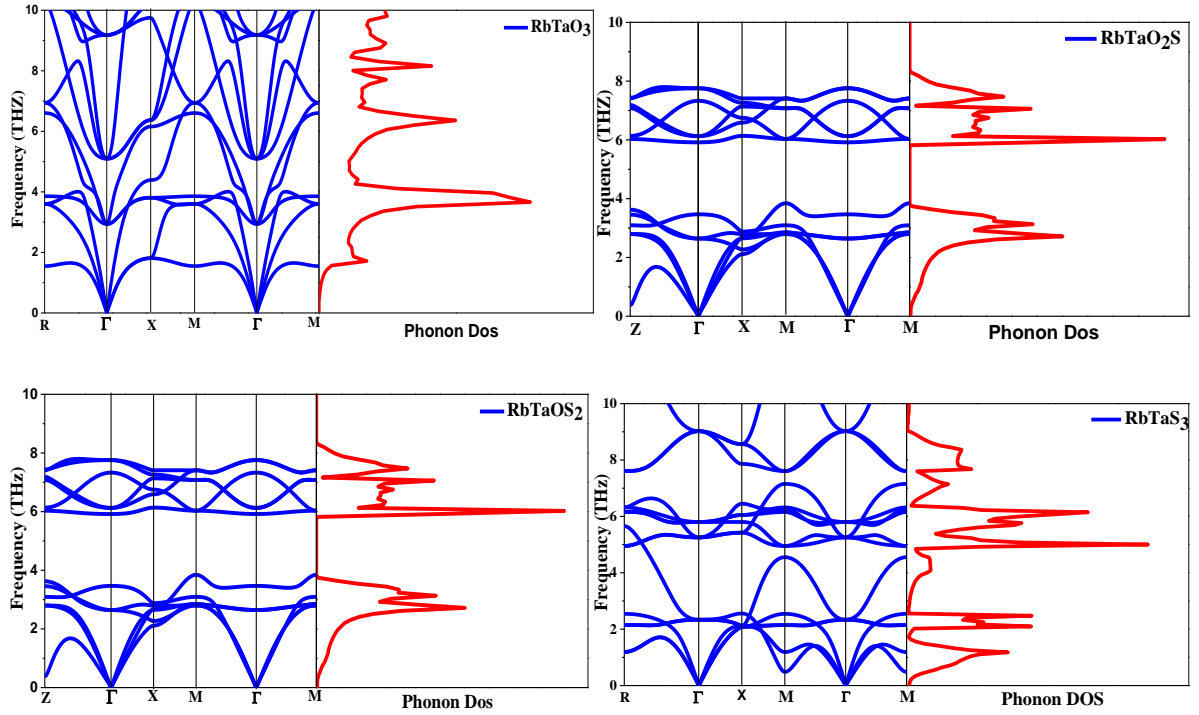 10
8
6
4
2
0
Frequency (THz)
RbTaO3
R Γ X M Γ M
Phonon Dos
10
8
6
4
2
0
Frequency (THZ)
RbTaO2S
Z Γ X M Γ M
Phonon Dos
10
8
6
4
2
0
Frequency (THz)
RbTaOS2
Z Γ X M Γ M
Phonon Dos
10
8
6
4
2
0
Frequency (THz)
RbTaS3
R Γ X M Γ M
Phonon DOS